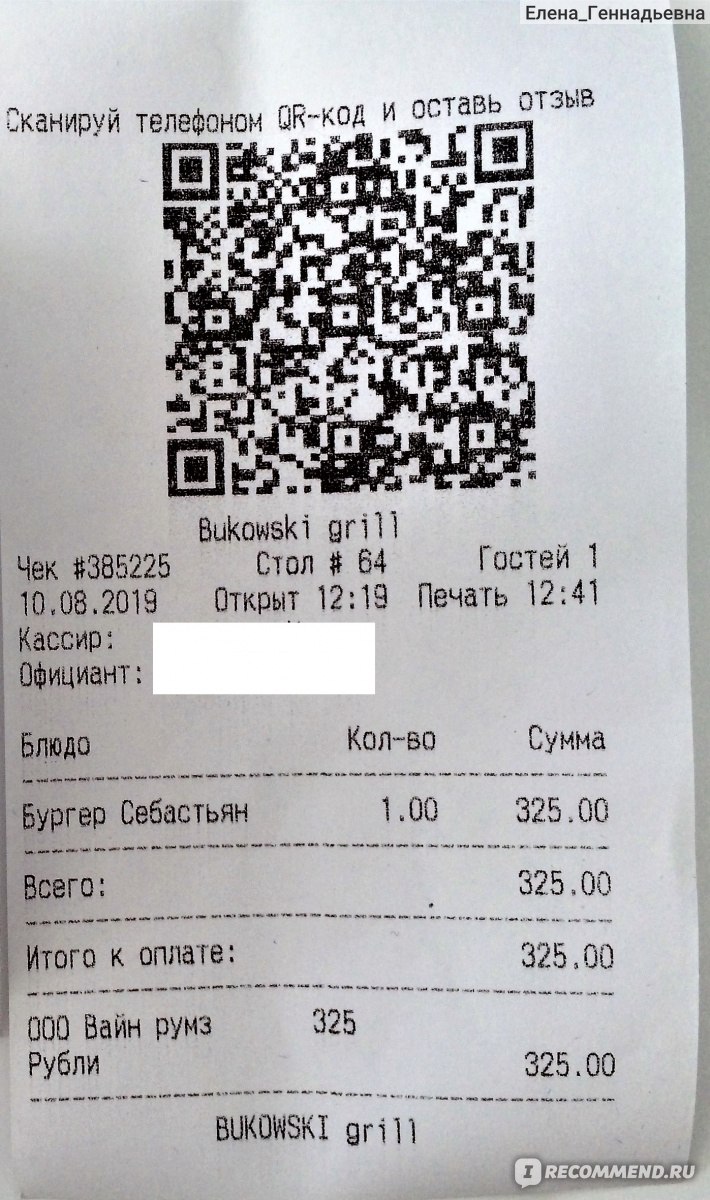 Елена_Геннадьевна
Сканируй телефоном QR-код и оставь отзыв
Bukowski grill
Чек #385225 Стол # 64 Гостей 1
10.08.2019 Открыт 12:19 Печать 12:41
Кассир:
Официант:
Блюдо Кол-во Сумма
Бургер Себастьян 1.00 325.00
Всего: 325.00
Итого к оплате: 325.00
ООО Вайн румз 325
Рубли 325.00
BUKOWSKI grill
IRECOMMEND.RU